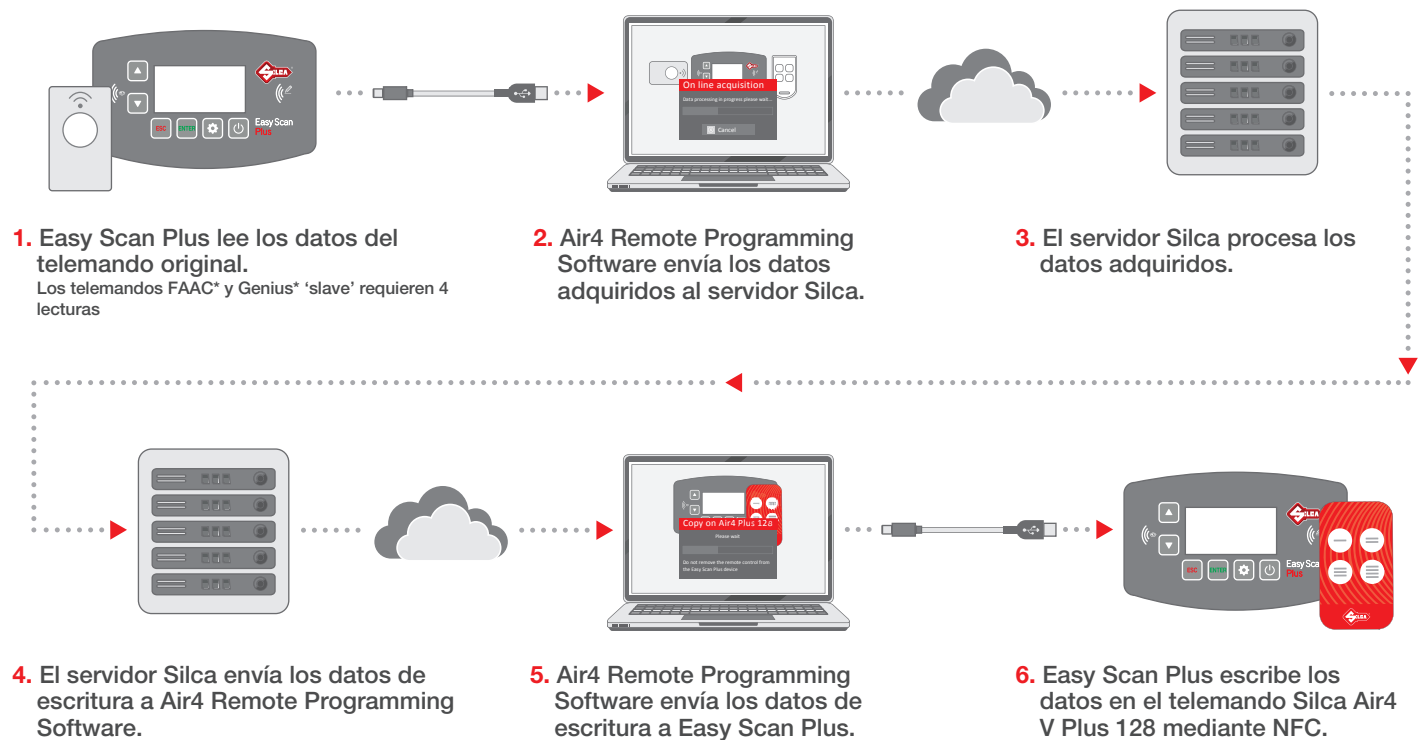 SILCA
ESC
ENTER
Easy Scan
Plus
On line acquisition
Data processing in progress please wait...
Cancel
1. Easy Scan Plus lee los datos del
telemando original.
Los telemandos FAAC* y Genius* ‘slave’ requieren 4
lecturas
2. Air4 Remote Programming
Software envía los datos
adquiridos al servidor Silca.
3. El servidor Silca procesa los
datos adquiridos.
Copy on Air4 Plus 128
Please wait
Do not remove the remote control from
the Easy Scan Plus device
SILCA
ESC
ENTER
Easy Sca
Plus
SILCA
4. El servidor Silca envía los datos de
escritura a Air4 Remote Programming
Software.
5. Air4 Remote Programming
Software envía los datos de
escritura a Easy Scan Plus.
6. Easy Scan Plus escribe los
datos en el telemando Silca Air4
V Plus 128 mediante NFC.